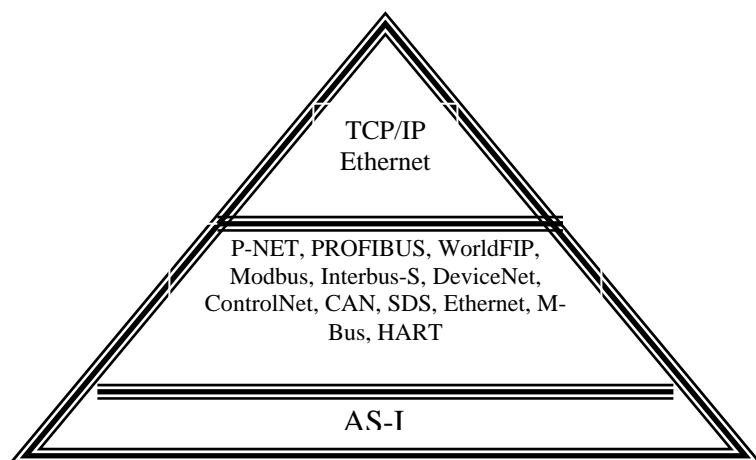 TCP/IP
Ethernet
P-NET, PROFIBUS, WorldFIP,
Modbus, Interbus-S, DeviceNet,
ControlNet, CAN, SDS, Ethernet, M-
Bus, HART
AS-I